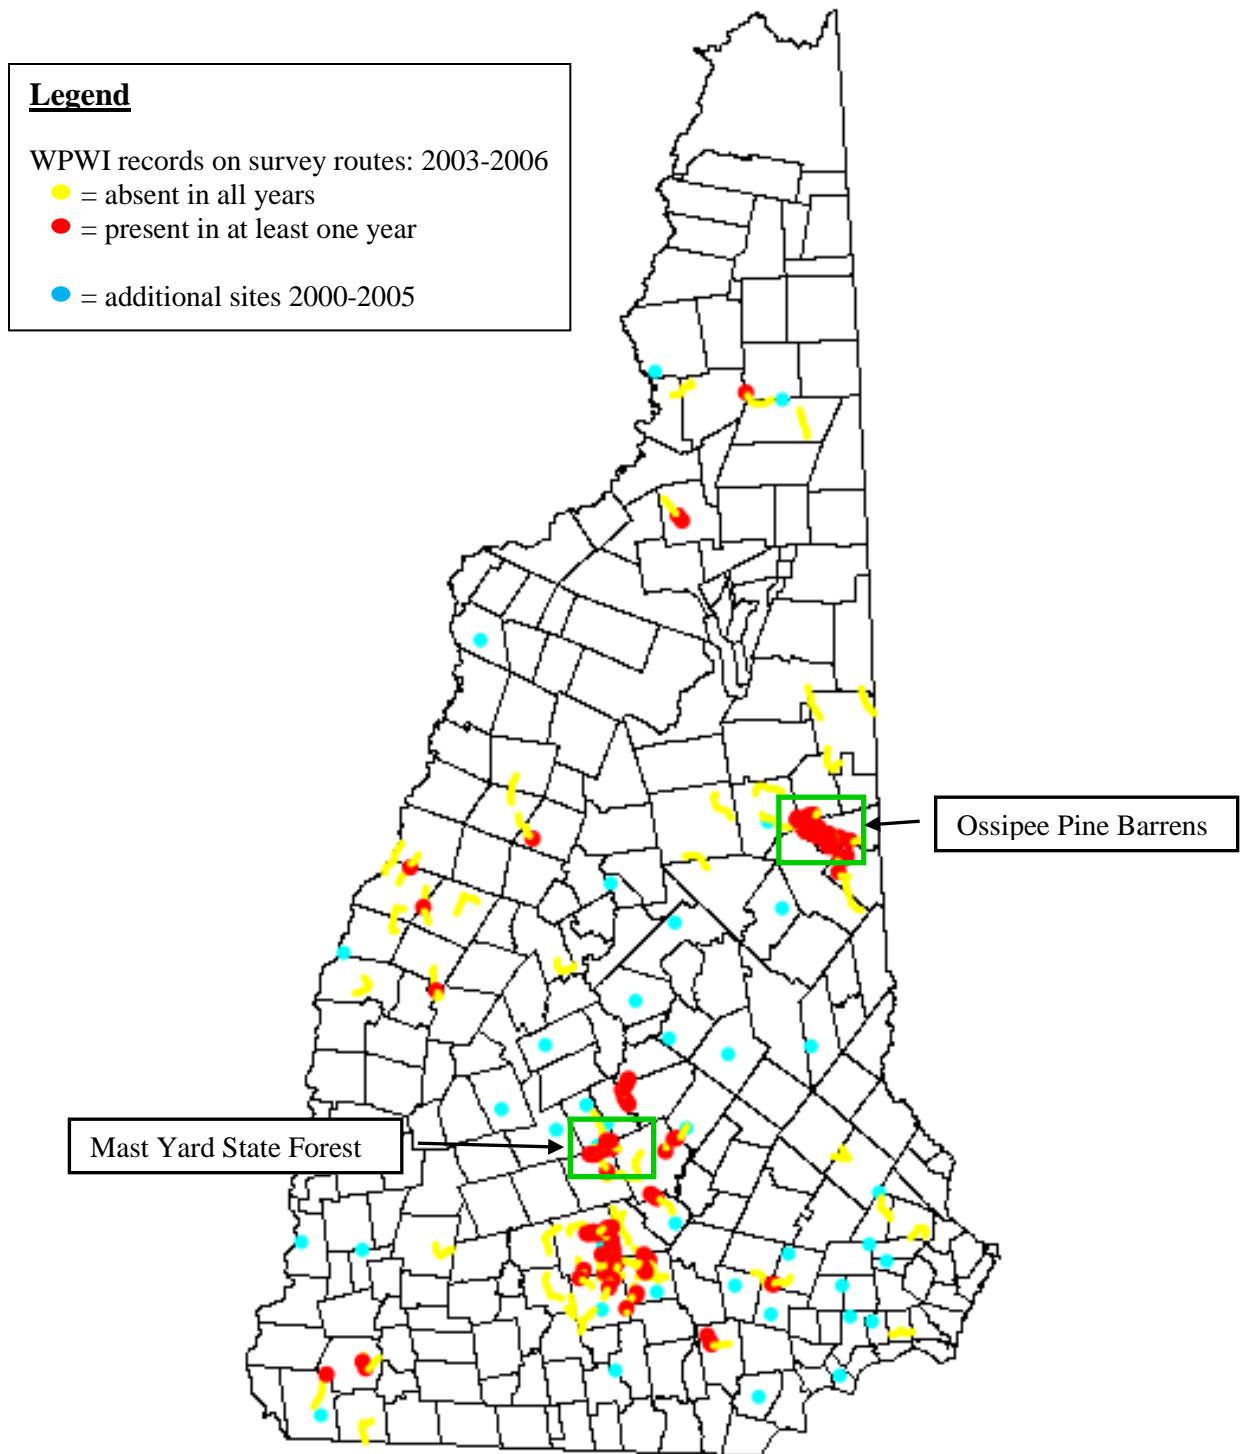 Legend
WPWI records on survey routes: 2003-2006
= absent in all years
= present in at least one year
= additional sites 2000-2005
Ossipee Pine Barrens
Mast Yard State Forest